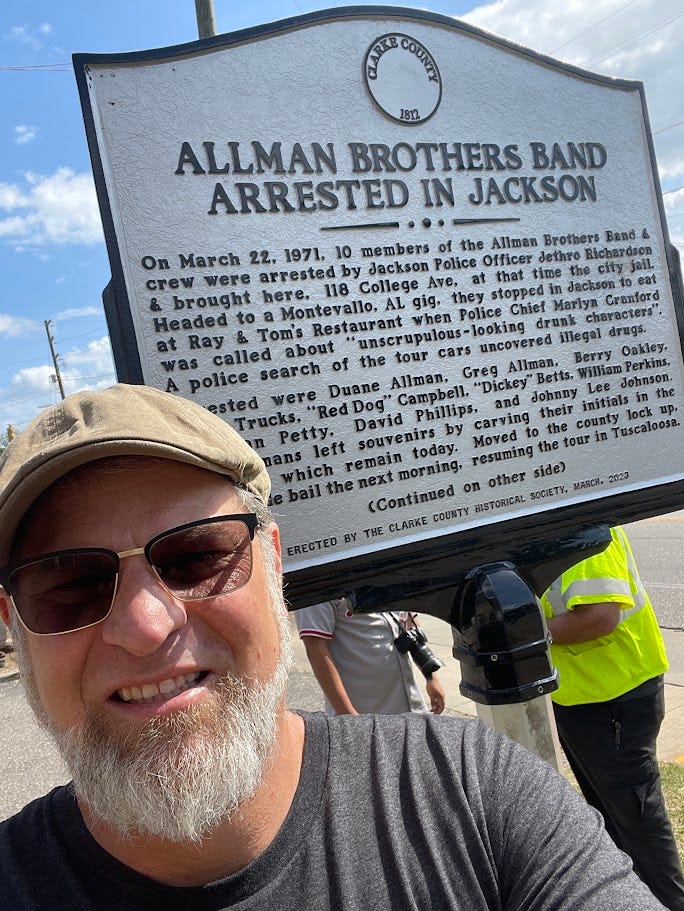 CLARKE COUNTY
1812
ALLMAN BROTHERS BAND
ARRESTED IN JACKSON
On March 22, 1971, 10 members of the Allman Brothers Band &
crew were arrested by Jackson Police Officer Jethro Richardson
& brought here, 118 College Ave, at that time the city jail.
Headed to a Montevallo, AL gig, they stopped in Jackson to eat
at Ray & Tom's Restaurant when Police Chief Marlyn Cranford
was called about "unscrupulous-looking drunk characters".
A police search of the tour cars uncovered illegal drugs.
ested were Duane Allman, Greg Allman, Berry Oakley,
Trucks, "Red Dog" Campbell, "Dickey" Betts, William Perkins,
on Petty, David Phillips, and Johnny Lee Johnson.
mans left souvenirs by carving their initials in the
which remain today. Moved to the county lock up,
e bail the next morning, resuming the tour in Tuscaloosa.
(Continued on other side)
ERECTED BY THE CLARKE COUNTY HISTORICAL SOCIETY, MARCH, 2023